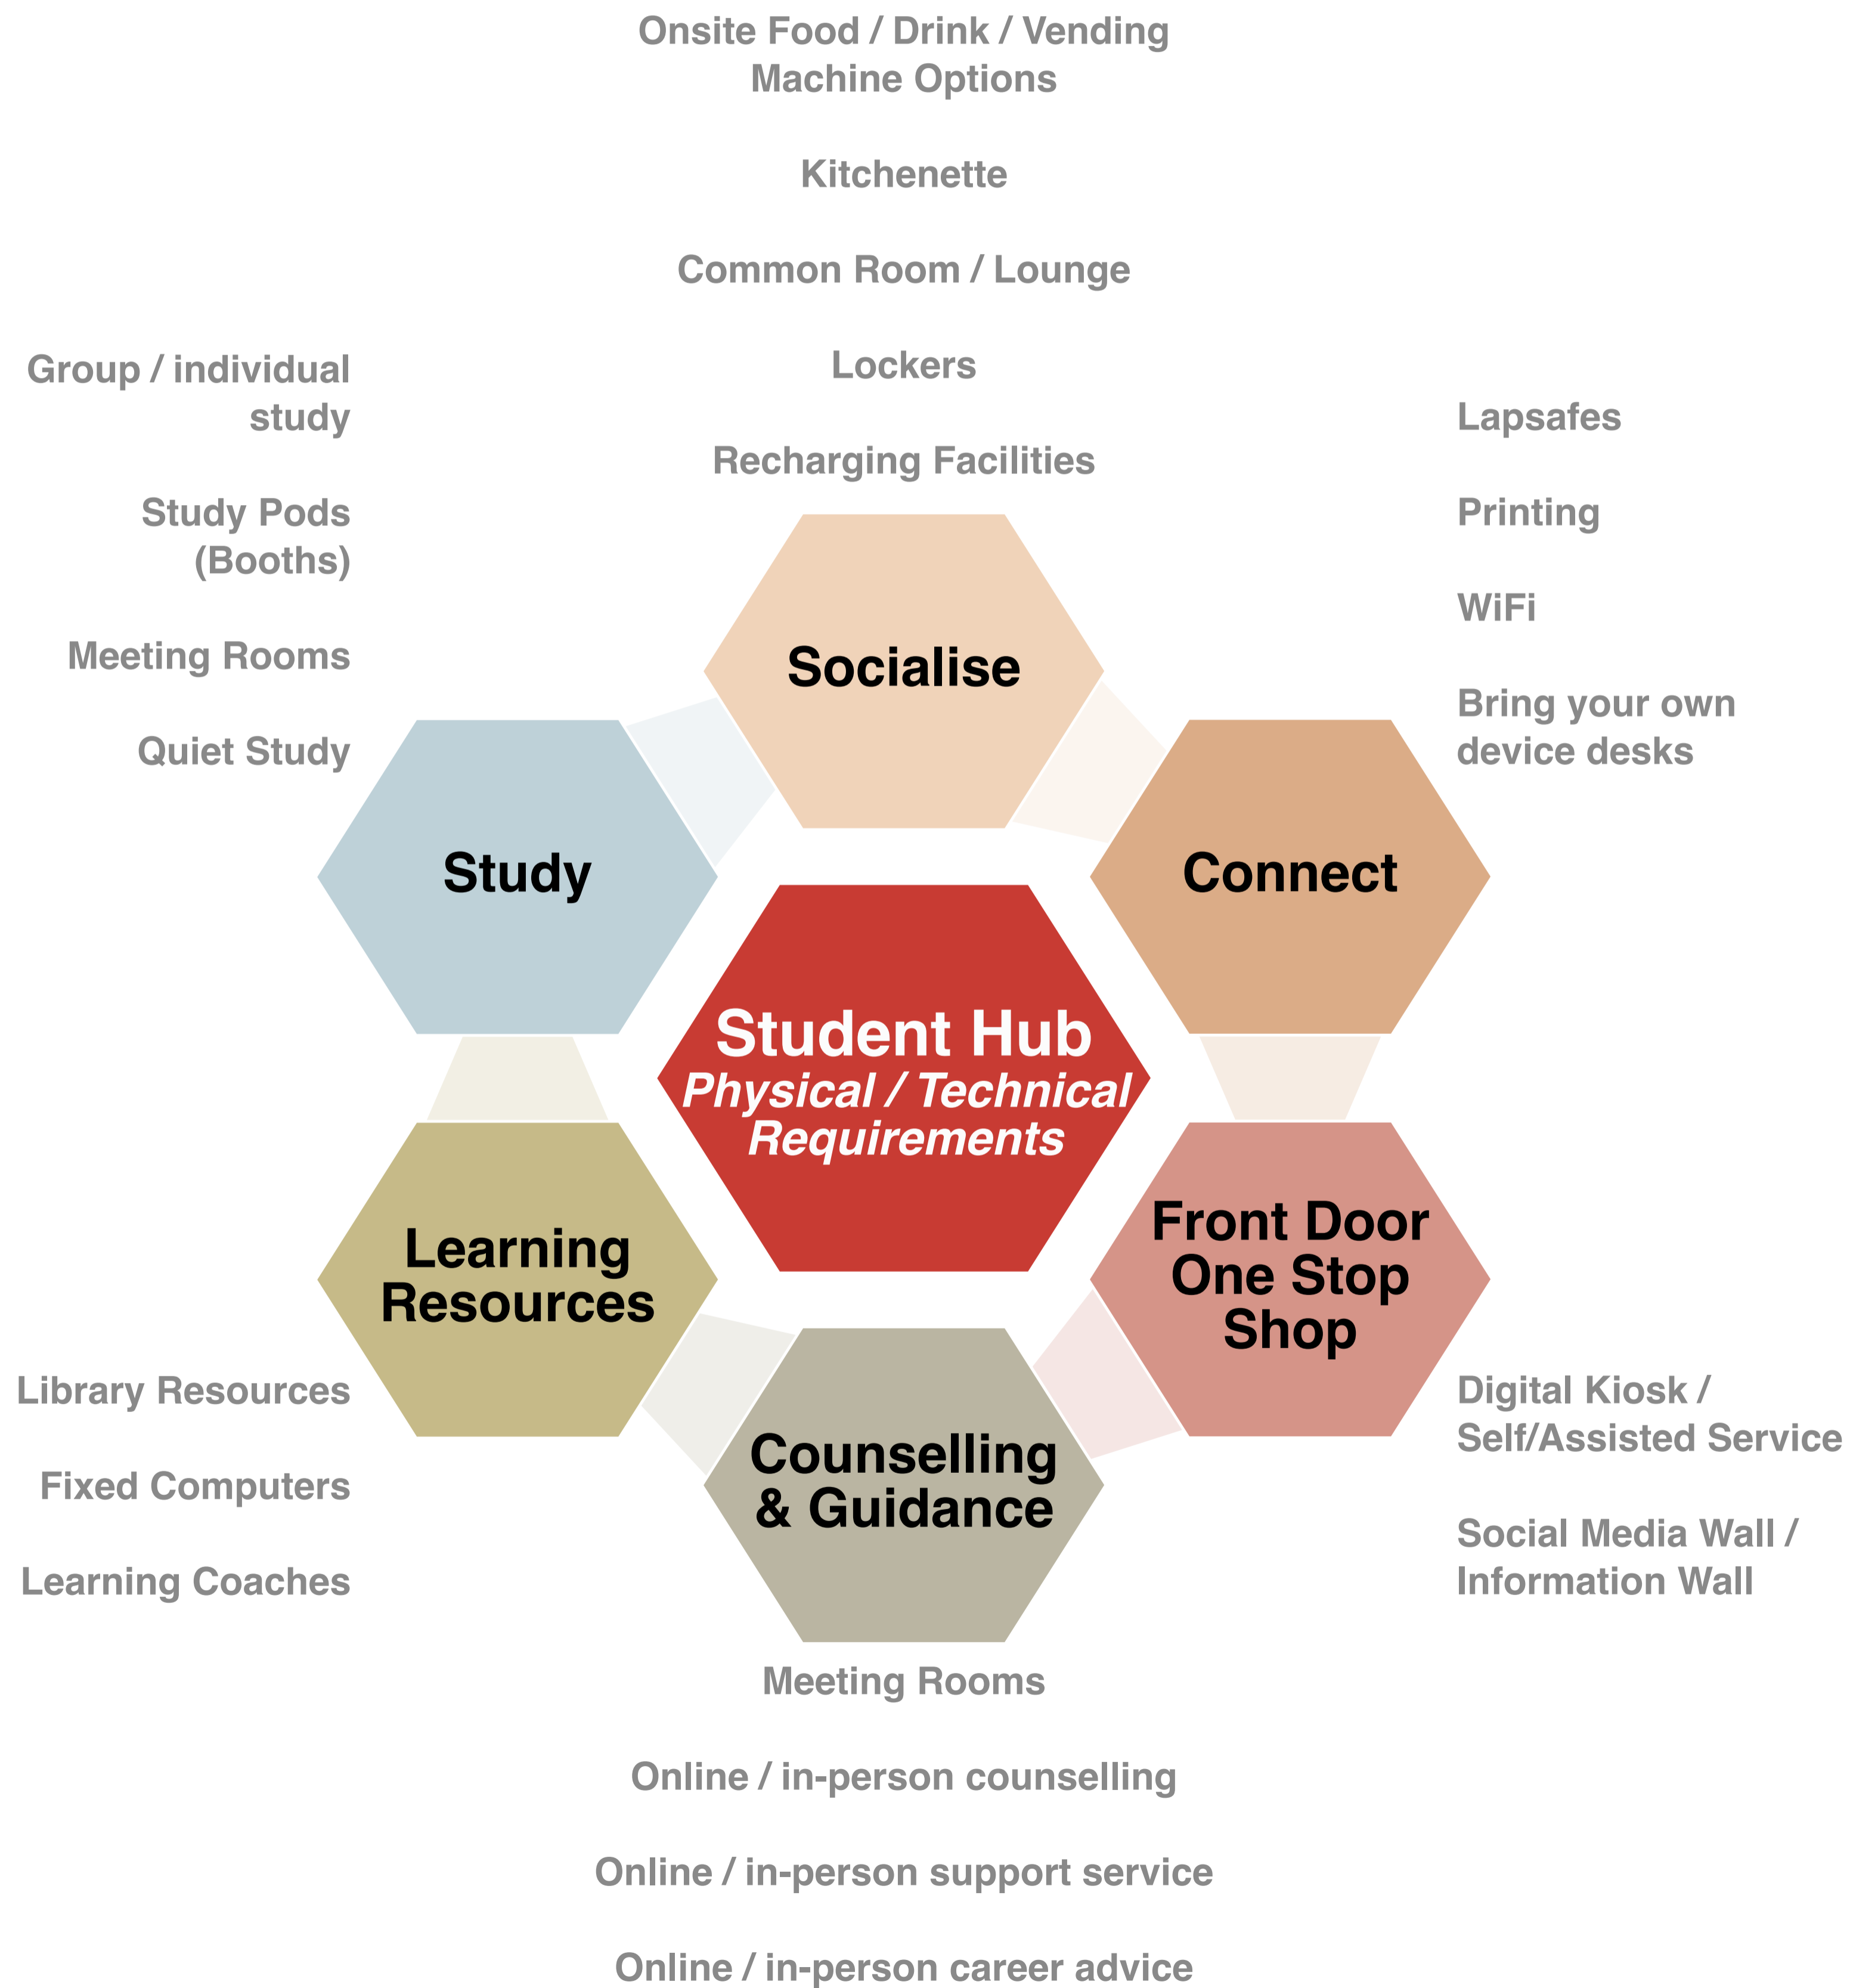 Onsite Food / Drink / Vending
Machine Options
Kitchenette
Common Room / Lounge
Lockers
Recharging Facilities
Group / individual
study
Study Pods
(Booths)
Meeting Rooms
Quiet Study
Lapsafes
Printing
WiFi
Bring your own
device desks
Socialise
Study
Connect
Student Hub
Physical / Technical
Requirements
Learning
Resources
Front Door
One Stop
Shop
Counselling
& Guidance
Library Resources
Fixed Computers
Learning Coaches
Digital Kiosk /
Self/Assisted Service
Social Media Wall /
Information Wall
Meeting Rooms
Online / in-person counselling
Online / in-person support service
Online / in-person career advice